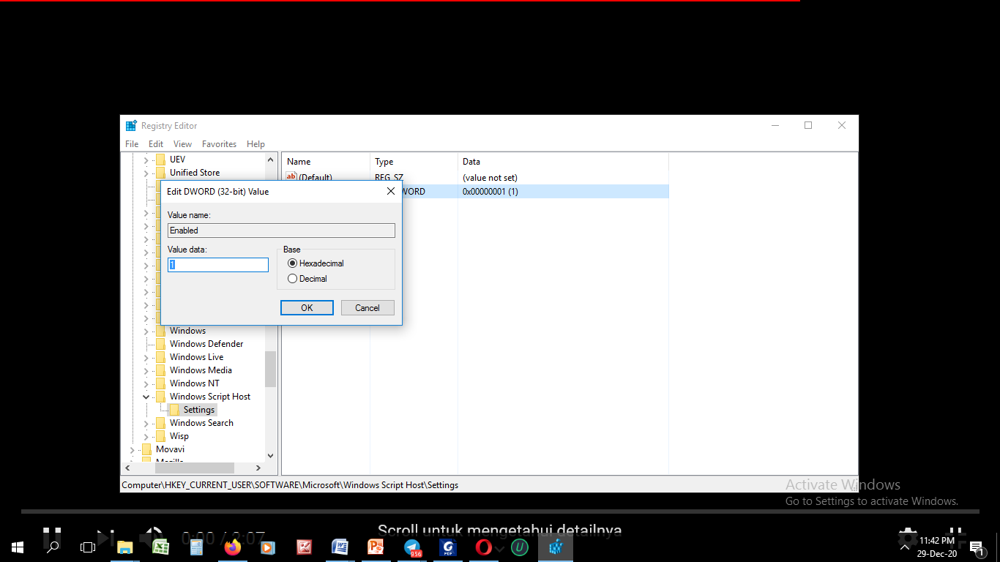 Registry Editor
File Edit View Favorites Help
UEV
Unified Store
Name Type Data
(Default) REG_SZ (value not set)
WORD 0x00000001 (1)
Edit DWORD (32-bit) Value
Value name:
Enabled
Value data:
1
Base
Hexadecimal
Decimal
OK Cancel
Windows
Windows Defender
Windows Live
Windows Media
Windows NT
Windows Script Host
Settings
Windows Search
Wisp
Movavi
Mozilla
Computer\HKEY_CURRENT_USER\SOFTWARE\Microsoft\Windows Script Host\Settings
Activate Windows
Go to Settings to activate Windows.
0:00 / 2:07
Scroll untuk mengetahui detailnya
956
PDF
11:42 PM
29-Dec-20
1